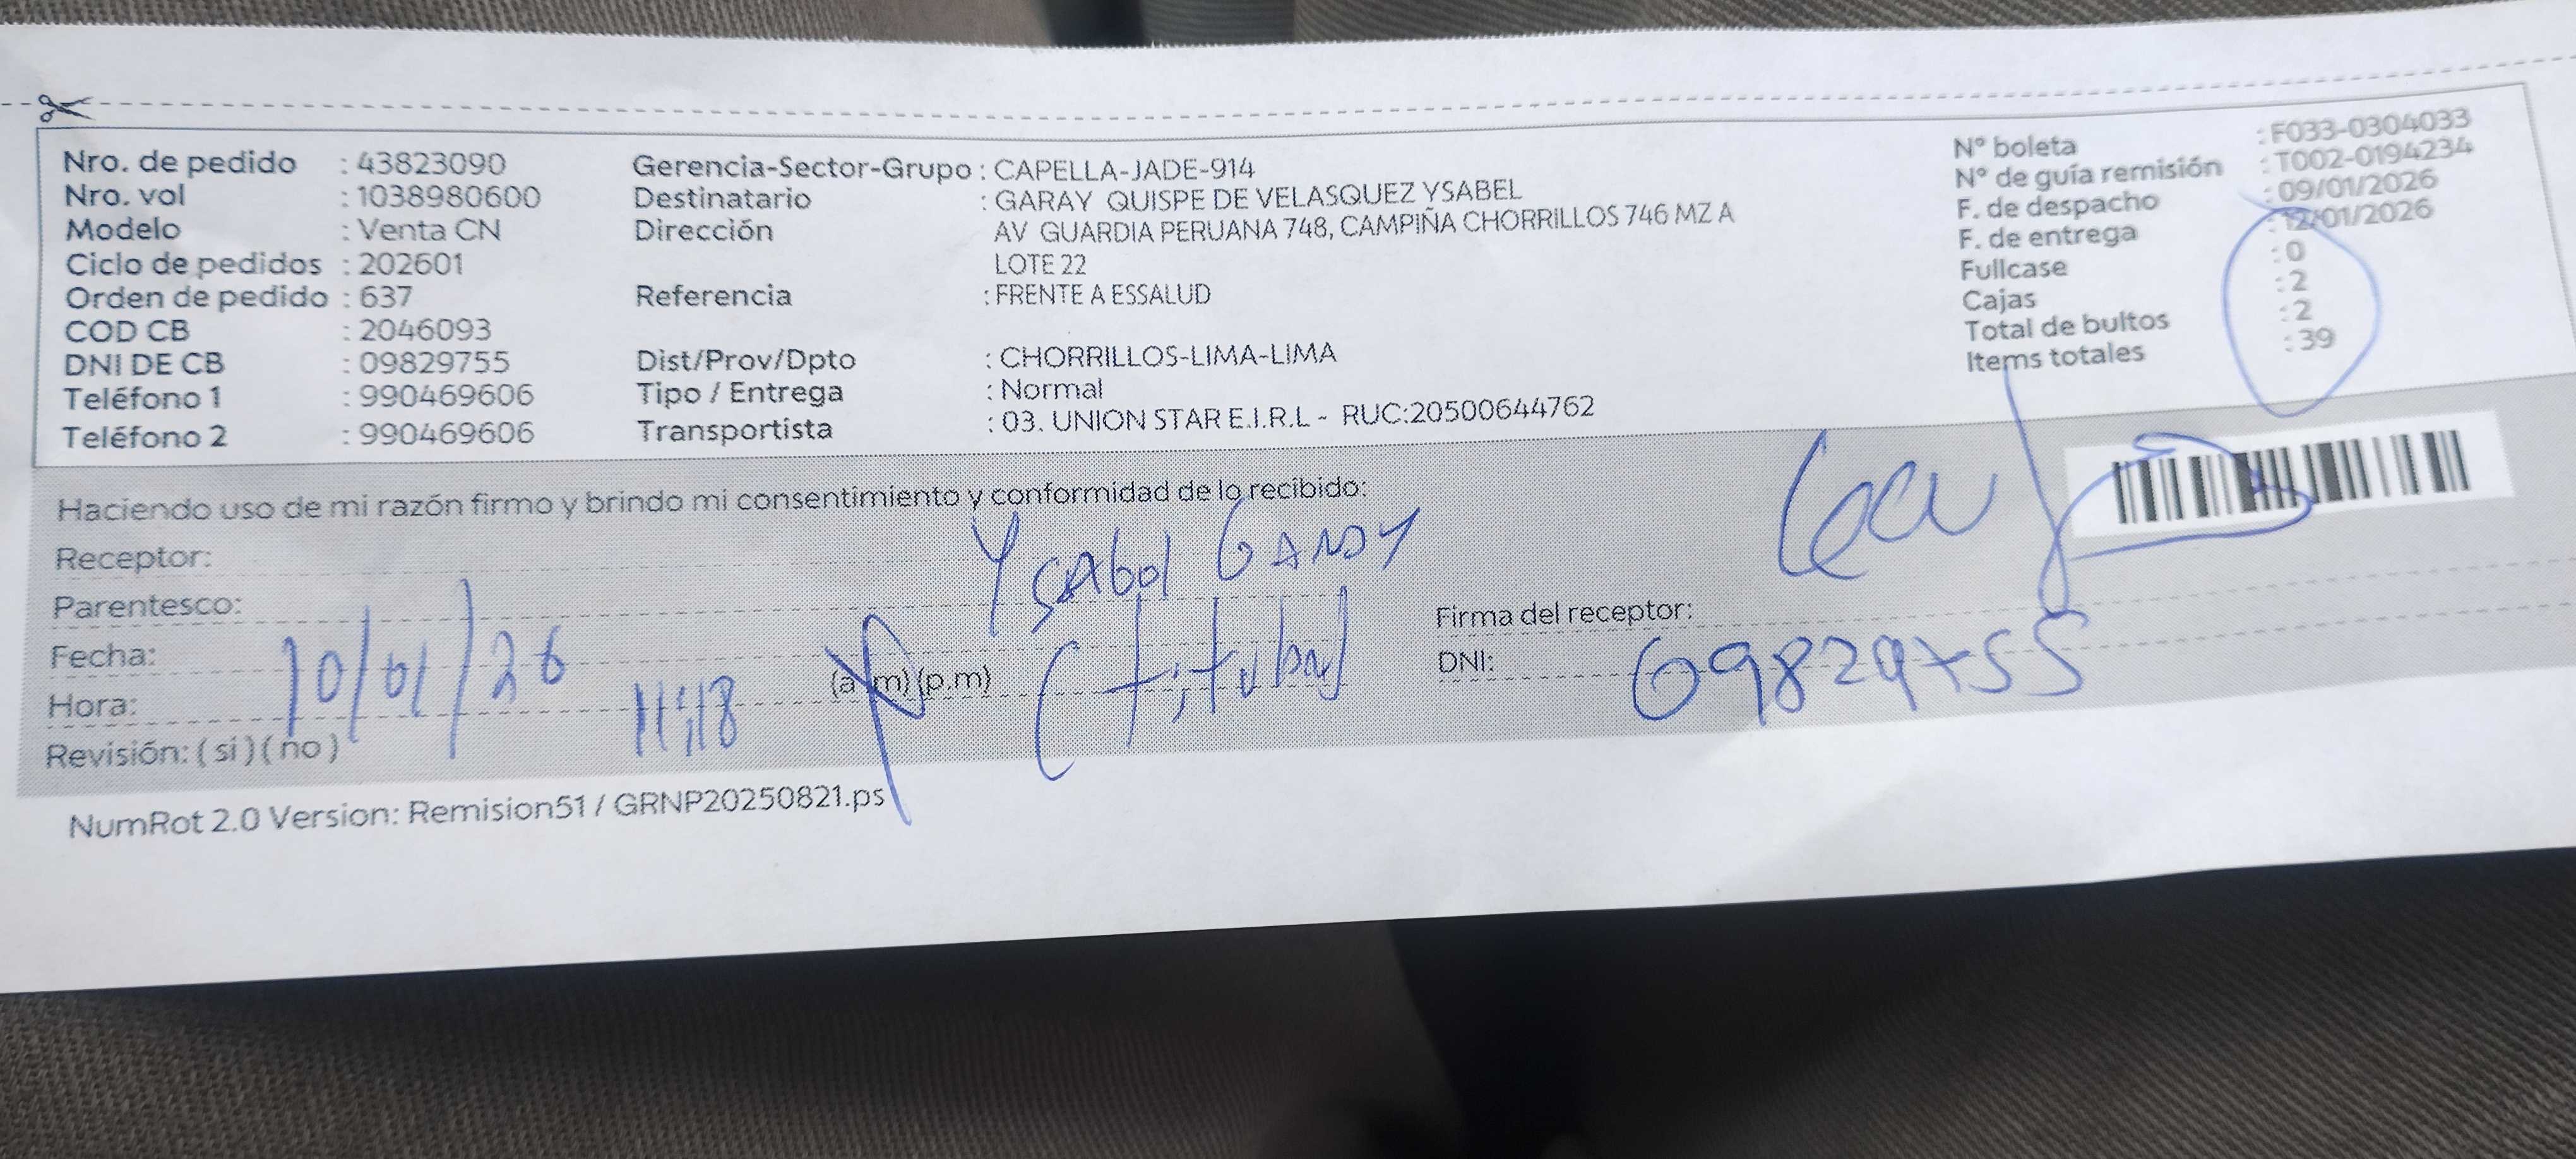 Nro. de pedido : 43823090
Nro. vol : 1038980600
Modelo : Venta CN
Ciclo de pedidos : 202601
Orden de pedido : 637
COD CB : 2046093
DNI DE CB : 09829755
Teléfono 1 : 990469606
Teléfono 2 : 990469606
Gerencia-Sector-Grupo : CAPELLA-JADE-914
Destinatario : GARAY QUISPE DE VELASQUEZ YSABEL
Dirección AV GUARDIA PERUANA 748, CAMPIÑA CHORRILLOS 746 MZ A
LOTE 22
Referencia : FRENTE A ESSALUD
Dist/Prov/Dpto : CHORRILLOS-LIMA-LIMA
Tipo / Entrega : Normal
Transportista : 03. UNION STAR E.I.R.L - RUC:20500644762
N° boleta : F033-0304033
N° de guía remisión : T002-0194234
F. de despacho : 09/01/2026
F. de entrega : 12/01/2026
Fullcase : 0
Cajas : 2
Total de bultos : 2
Items totales : 39
Haciendo uso de mi razón firmo y brindo mi consentimiento y conformidad de lo recibido:
Receptor: Ysabel Garay
Parentesco: (titular)
Fecha: 10/01/26
Hora: 11:18 (a.m) (p.m)
Revisión: ( si ) ( no )
Firma del receptor:
DNI: 09829755
NumRot 2.0 Version: Remision51 / GRNP20250821.ps